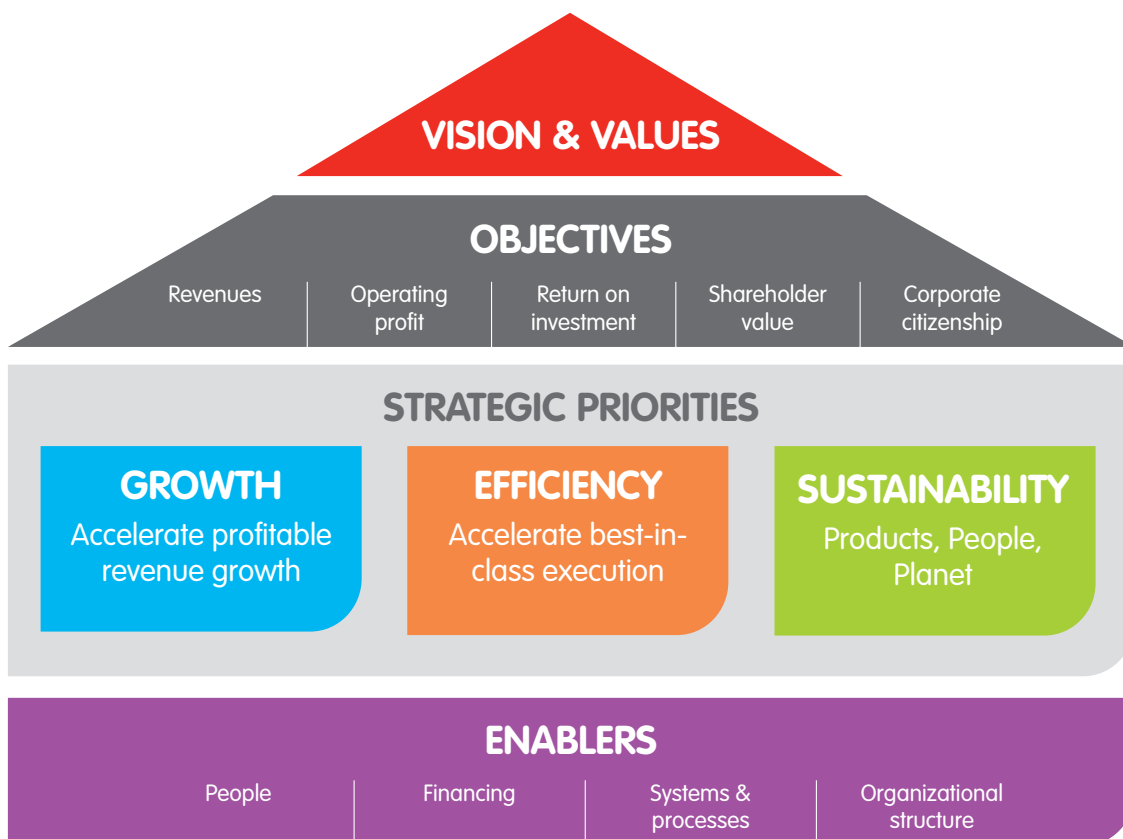 VISION & VALUES
OBJECTIVES
Revenues
Operating
profit
Return on
investment
Shareholder
value
Corporate
citizenship
STRATEGIC PRIORITIES
GROWTH
Accelerate profitable
revenue growth
EFFICIENCY
Accelerate best-in-
class execution
SUSTAINABILITY
Products, People,
Planet
ENABLERS
People
Financing
Systems &
processes
Organizational
structure